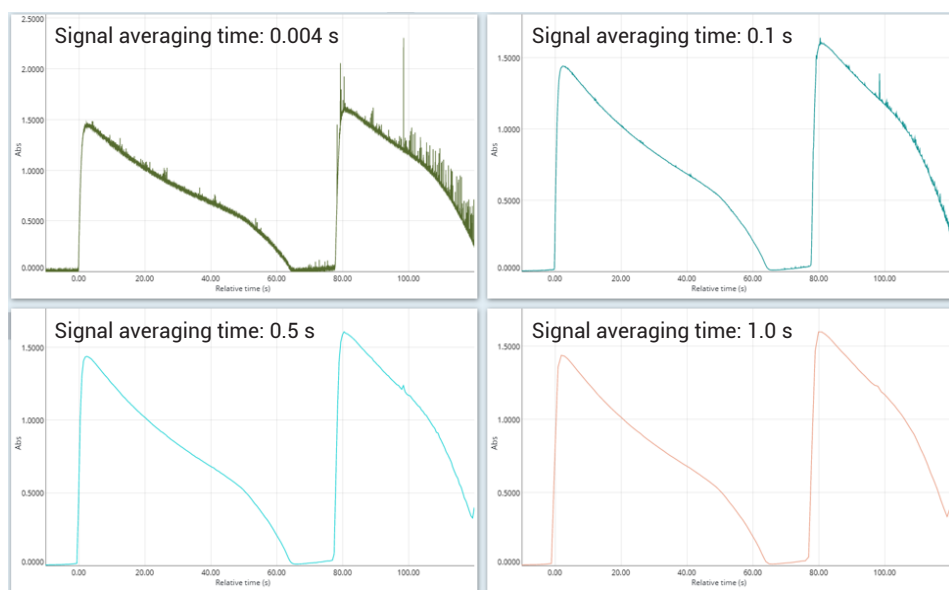 Signal averaging time: 0.004 s
2.5000
2.0000
1.5000
1.0000
0.5000
0.0000
Abs
0.00 20.00 40.00 60.00 80.00 100.00
Relative time (s)
Signal averaging time: 0.1 s
1.5000
1.0000
0.5000
0.0000
Abs
0.00 20.00 40.00 60.00 80.00 100.00
Relative time (s)
Signal averaging time: 0.5 s
1.5000
1.0000
0.5000
0.0000
Abs
0.00 20.00 40.00 60.00 80.00 100.00
Relative time (s)
Signal averaging time: 1.0 s
1.5000
1.0000
0.5000
0.0000
Abs
0.00 20.00 40.00 60.00 80.00 100.00
Relative time (s)